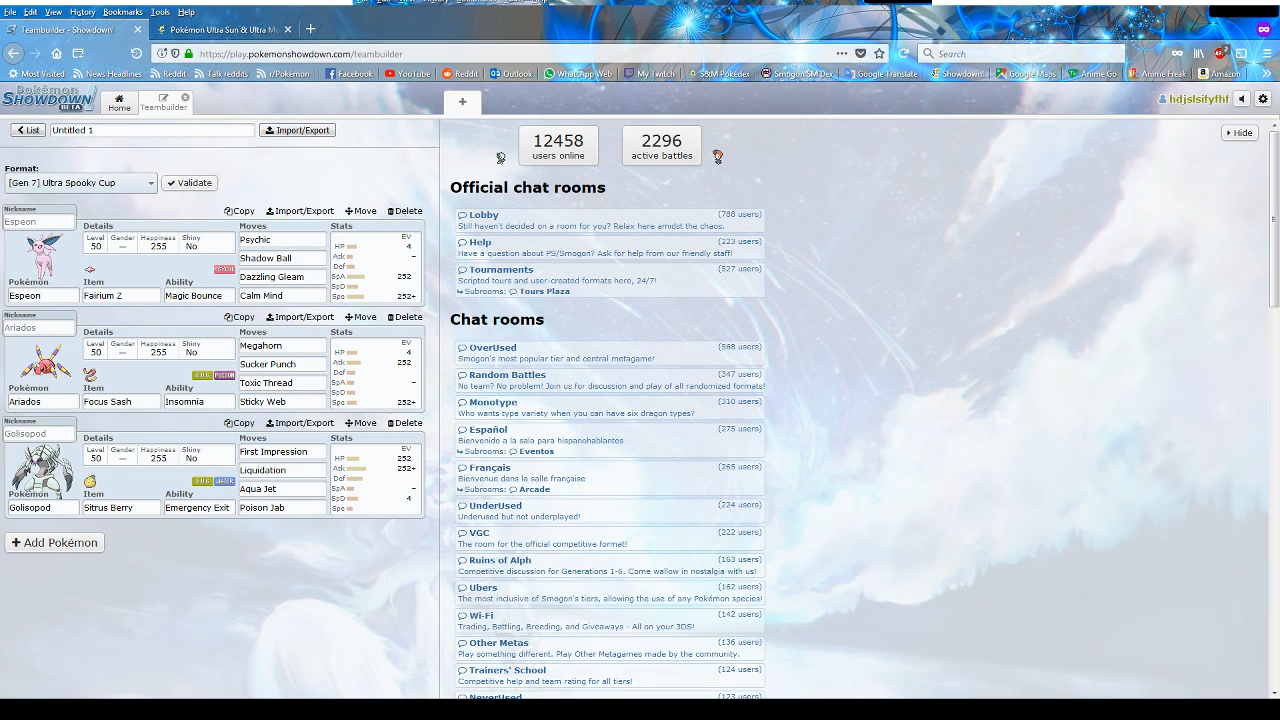 File Edit View History Bookmarks Tools Help
Teambuilder - Showdown!
Pokémon Ultra Sun & Ultra M
https://play.pokemonshowdown.com/teambuilder
Search
Most Visited News Headlines Reddit Talk reddits r/Pokémon Facebook YouTube Reddit Outlook WhatsApp Web My Twitch S&M Pokédex Smogon SM Dex Google Translate Showdown! Google Maps Anime Go Anime Freak Amazon
Pokémon
SHOWDOWN
BETA
Home
Teambuilder
+
hdjslsifyfhf
List
Untitled 1
Import/Export
Format:
[Gen 7] Ultra Spooky Cup
Validate
Nickname
Espeon
Copy Import/Export Move Delete
Details Moves Stats
Level Gender Happiness Shiny
50 — 255 No
EV
HP 4
Atk -
Def
SpA 252
SpD
Spe 252+
Psychic
Shadow Ball
Dazzling Gleam
Calm Mind
PSYCHC
Pokémon Item Ability
Espeon Fairium Z Magic Bounce
Nickname
Ariados
Copy Import/Export Move Delete
Details Moves Stats
Level Gender Happiness Shiny
50 — 255 No
EV
HP 4
Atk 252
Def
SpA -
SpD
Spe 252+
Megahorn
Sucker Punch
Toxic Thread
Sticky Web
BUG POISON
Pokémon Item Ability
Ariados Focus Sash Insomnia
Nickname
Golisopod
Copy Import/Export Move Delete
Details Moves Stats
Level Gender Happiness Shiny
50 — 255 No
EV
HP 252
Atk 252+
Def
SpA -
SpD 4
Spe
First Impression
Liquidation
Aqua Jet
Poison Jab
BUG WATER
Pokémon Item Ability
Golisopod Sitrus Berry Emergency Exit
+ Add Pokémon
12458
users online
2296
active battles
Hide
Official chat rooms
Lobby (788 users)
Still haven't decided on a room for you? Relax here amidst the chaos.
Help (223 users)
Have a question about PS/Smogon? Ask for help from our friendly staff!
Tournaments (527 users)
Scripted tours and user-created formats here, 24/7!
Subrooms: Tours Plaza
Chat rooms
OverUsed (568 users)
Smogon's most popular tier and central metagame!
Random Battles (347 users)
No team? No problem! Join us for discussion and play of all randomized formats!
Monotype (310 users)
Who wants type variety when you can have six dragon types?
Español (275 users)
Bienvenido a la sala para hispanohablantes
Subrooms: Eventos
Français (265 users)
Bienvenue dans la salle française
Subrooms: Arcade
UnderUsed (224 users)
Underused but not underplayed!
VGC (222 users)
The room for the official competitive format!
Ruins of Alph (163 users)
Competitive discussion for Generations 1-6. Come wallow in nostalgia with us!
Ubers (162 users)
The most inclusive of Smogon's tiers, allowing the use of any Pokémon species!
Wi-Fi (142 users)
Trading, Battling, Breeding, and Giveaways - All on your 3DS!
Other Metas (136 users)
Play something different. Play Other Metagames made by the community.
Trainers' School (124 users)
Competitive help and team rating for all tiers!
NeverUsed (123 users)